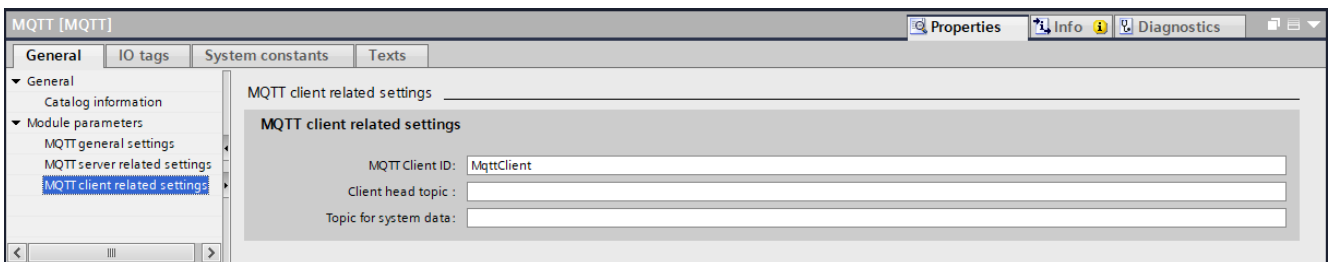 MQTT [MQTT]
Properties
Info
Diagnostics
General
IO tags
System constants
Texts
General
Catalog information
Module parameters
MQTT general settings
MQTT server related settings
MQTT client related settings
MQTT client related settings
MQTT client related settings
MQTT Client ID: MqttClient
Client head topic :
Topic for system data: